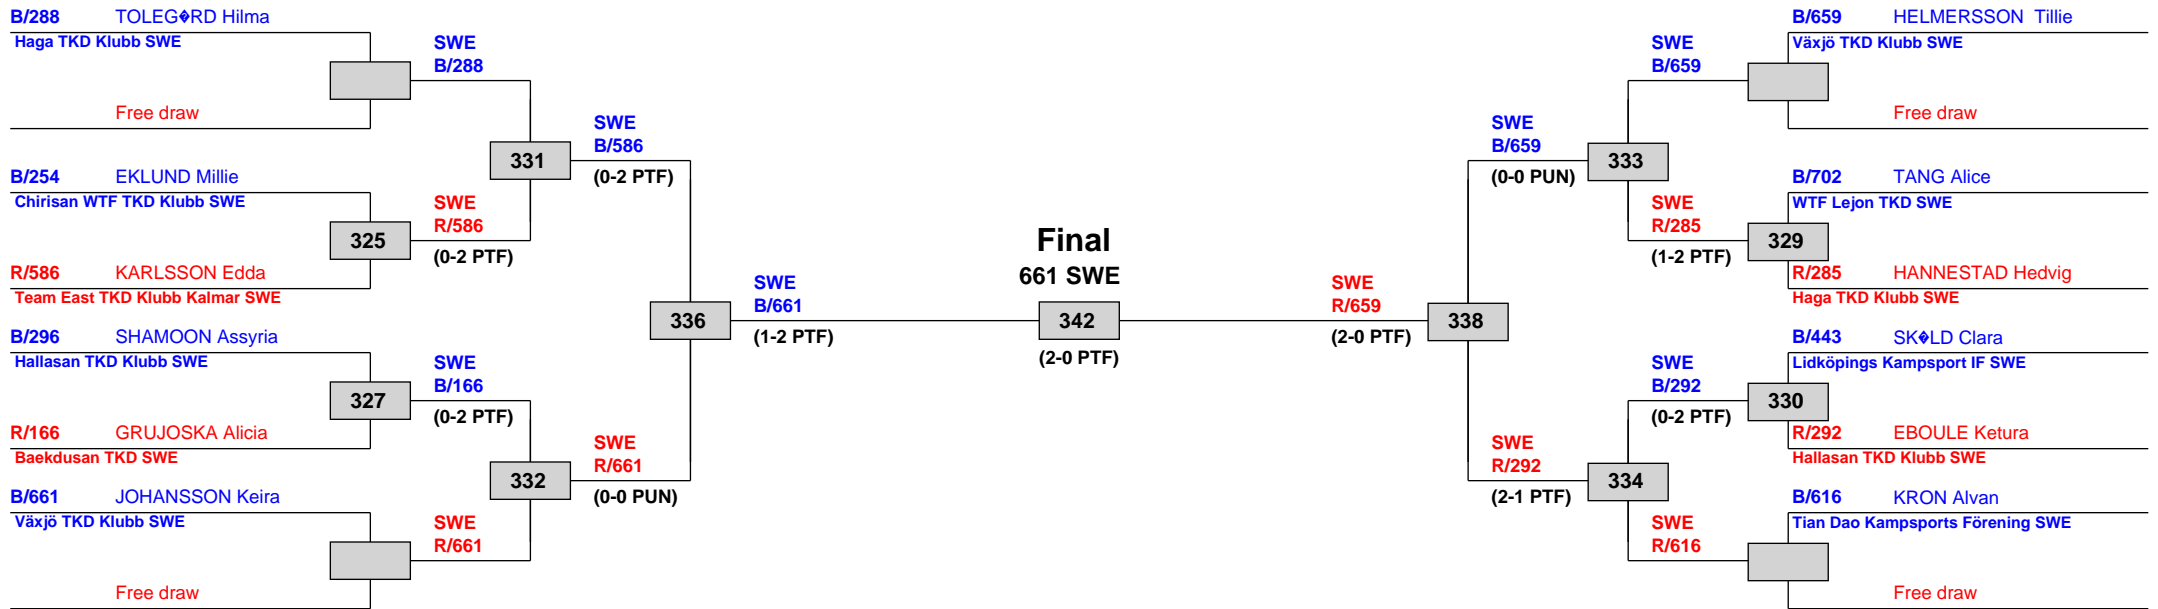 B/288 TOLEG�RD Hilma
Haga TKD Klubb SWE
Free draw
B/254 EKLUND Millie
Chirisan WTF TKD Klubb SWE
325
R/586 KARLSSON Edda
Team East TKD Klubb Kalmar SWE
B/296 SHAMOON Assyria
Hallasan TKD Klubb SWE
327
R/166 GRUJOSKA Alicia
Baekdusan TKD SWE
B/661 JOHANSSON Keira
Växjö TKD Klubb SWE
Free draw
SWE
B/288
331
SWE
R/586
(0-2 PTF)
SWE
B/166
(0-2 PTF)
332
SWE
R/661
SWE
B/586
(0-2 PTF)
336
SWE
R/661
(0-0 PUN)
SWE
B/661
(1-2 PTF)
Final
661 SWE
342
(2-0 PTF)
SWE
R/659
(2-0 PTF)
338
SWE
B/659
(0-0 PUN)
333
SWE
R/292
(2-1 PTF)
334
SWE
B/659
SWE
R/285
(1-2 PTF)
SWE
B/292
(0-2 PTF)
SWE
R/616
B/659 HELMERSSON Tillie
Växjö TKD Klubb SWE
Free draw
B/702 TANG Alice
WTF Lejon TKD SWE
329
R/285 HANNESTAD Hedvig
Haga TKD Klubb SWE
B/443 SK�LD Clara
Lidköpings Kampsport IF SWE
330
R/292 EBOULE Ketura
Hallasan TKD Klubb SWE
B/616 KRON Alvan
Tian Dao Kampsports Förening SWE
Free draw